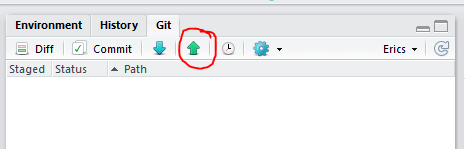 Environment History Git
Diff Commit Erics
Staged Status Path